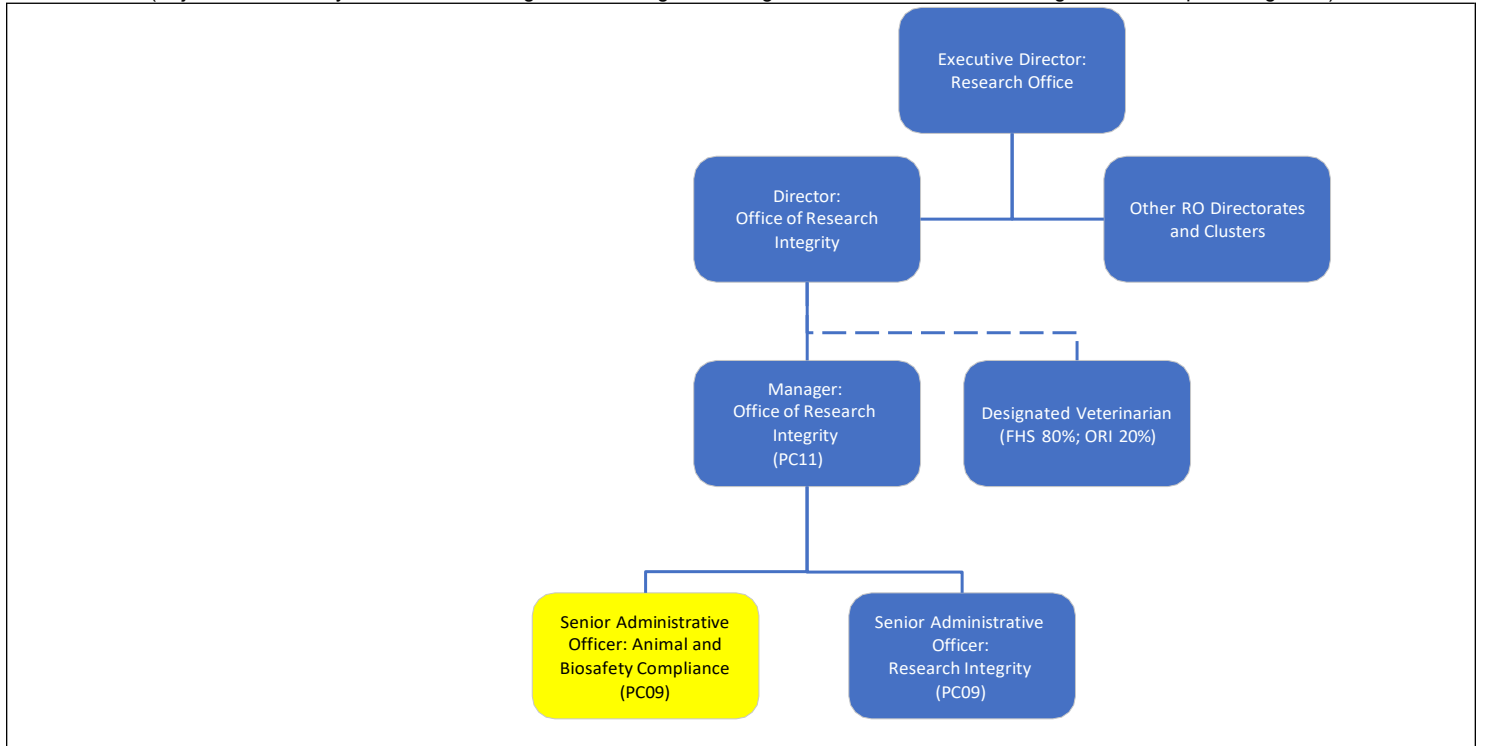 Executive Director:
Research Office
Director:
Office of Research
Integrity
Other RO Directorates
and Clusters
Manager:
Office of Research
Integrity
(PC11)
Designated Veterinarian
(FHS 80%; ORI 20%)
Senior Administrative
Officer: Animal and
Biosafety Compliance
(PC09)
Senior Administrative
Officer:
Research Integrity
(PC09)